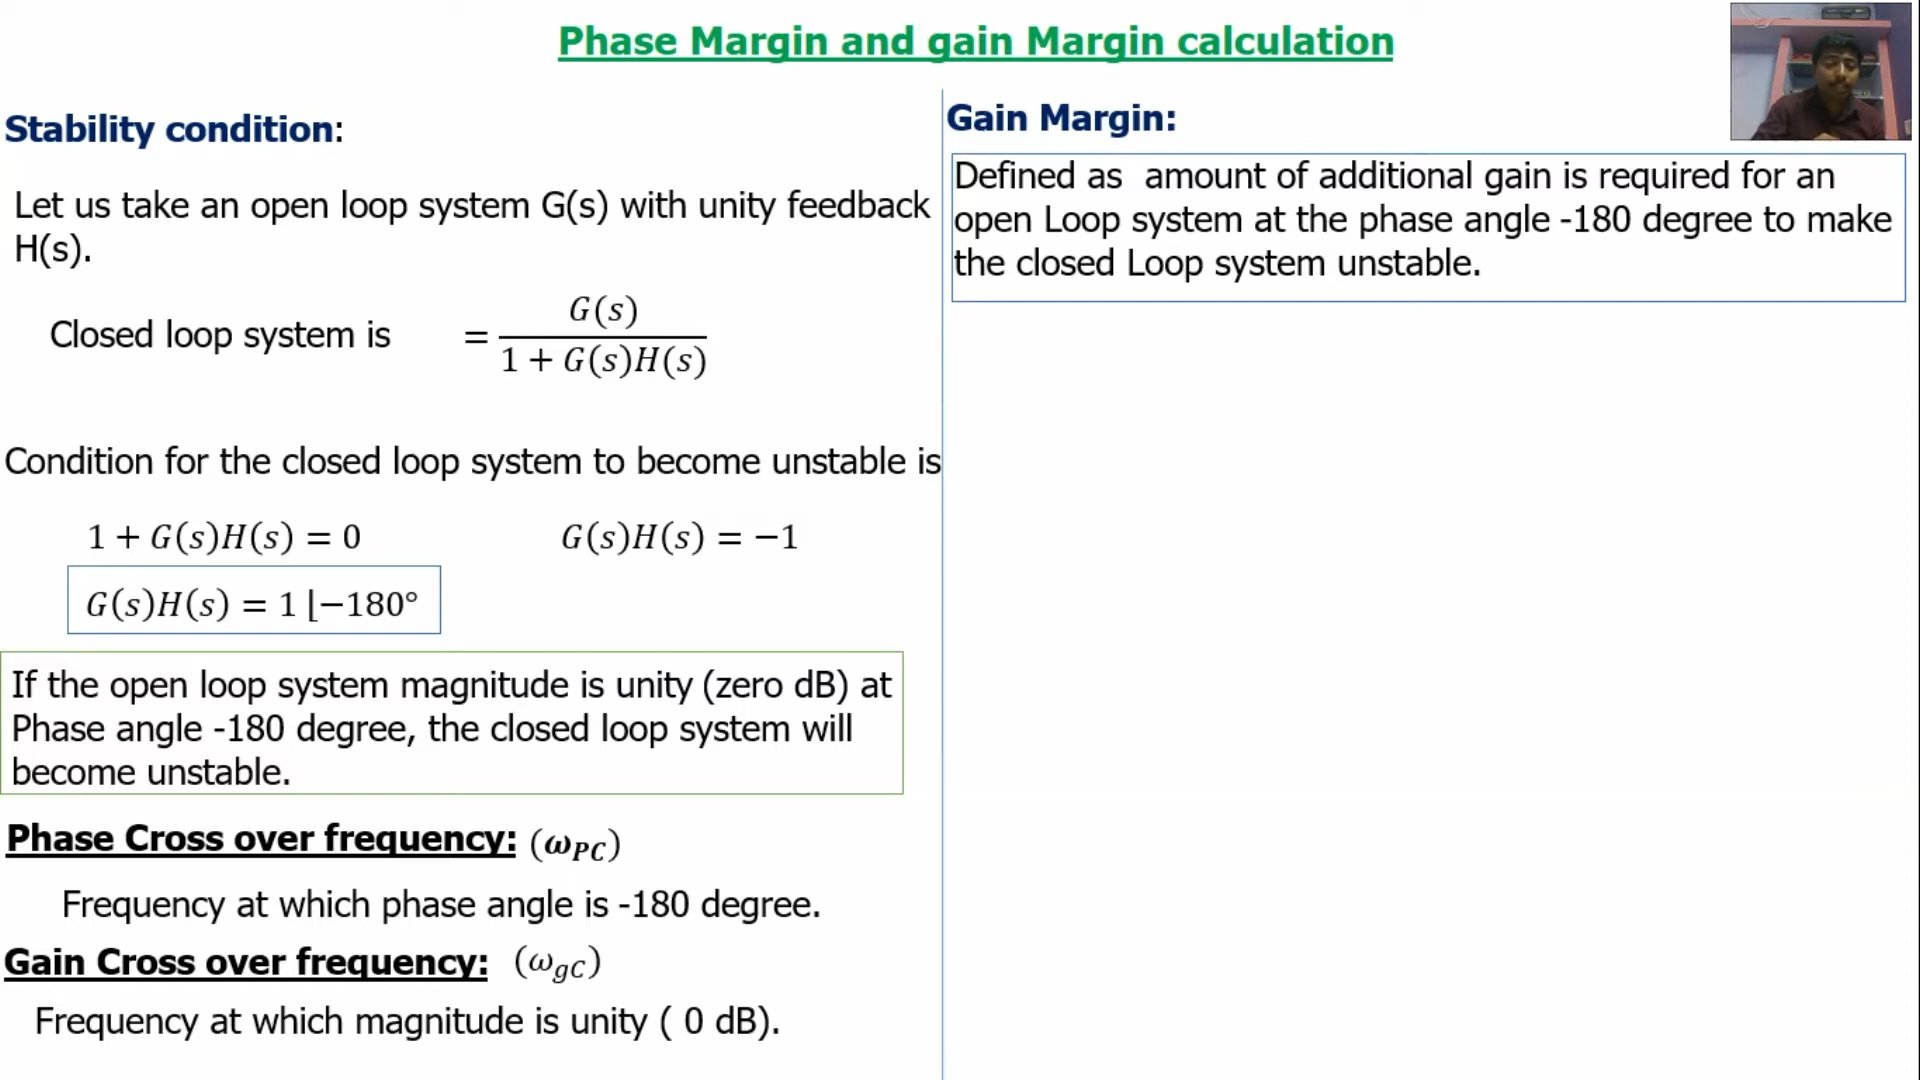 Phase Margin and gain Margin calculation
Stability condition:
Let us take an open loop system G(s) with unity feedback
H(s).
Closed loop system is = G(s) / 1 + G(s)H(s)
Condition for the closed loop system to become unstable is
1 + G(s)H(s) = 0 G(s)H(s) = −1
G(s)H(s) = 1 ⌊−180°
If the open loop system magnitude is unity (zero dB) at
Phase angle -180 degree, the closed loop system will
become unstable.
Phase Cross over frequency: (ω_PC)
Frequency at which phase angle is -180 degree.
Gain Cross over frequency: (ω_gC)
Frequency at which magnitude is unity ( 0 dB).
Gain Margin:
Defined as amount of additional gain is required for an
open Loop system at the phase angle -180 degree to make
the closed Loop system unstable.